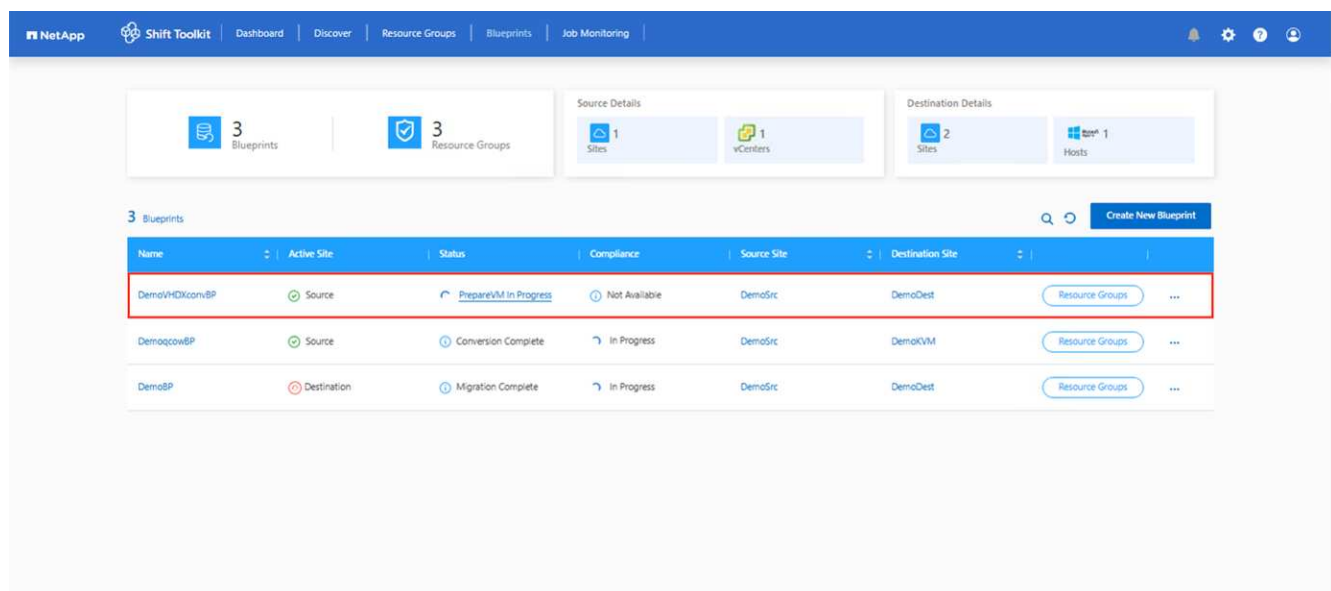 NetApp Shift Toolkit Dashboard Discover Resource Groups Blueprints Job Monitoring
3
Blueprints
3
Resource Groups
Source Details
1
Sites
1
vCenters
Destination Details
2
Sites
1
Hosts
3 Blueprints
Create New Blueprint
Name Active Site Status Compliance Source Site Destination Site
DemoVHDXconvBP Source PrepareVM In Progress Not Available DemoSrc DemoDest Resource Groups ...
DemoqcowBP Source Conversion Complete In Progress DemoSrc DemoKVM Resource Groups ...
DemoBP Destination Migration Complete In Progress DemoSrc DemoDest Resource Groups ...